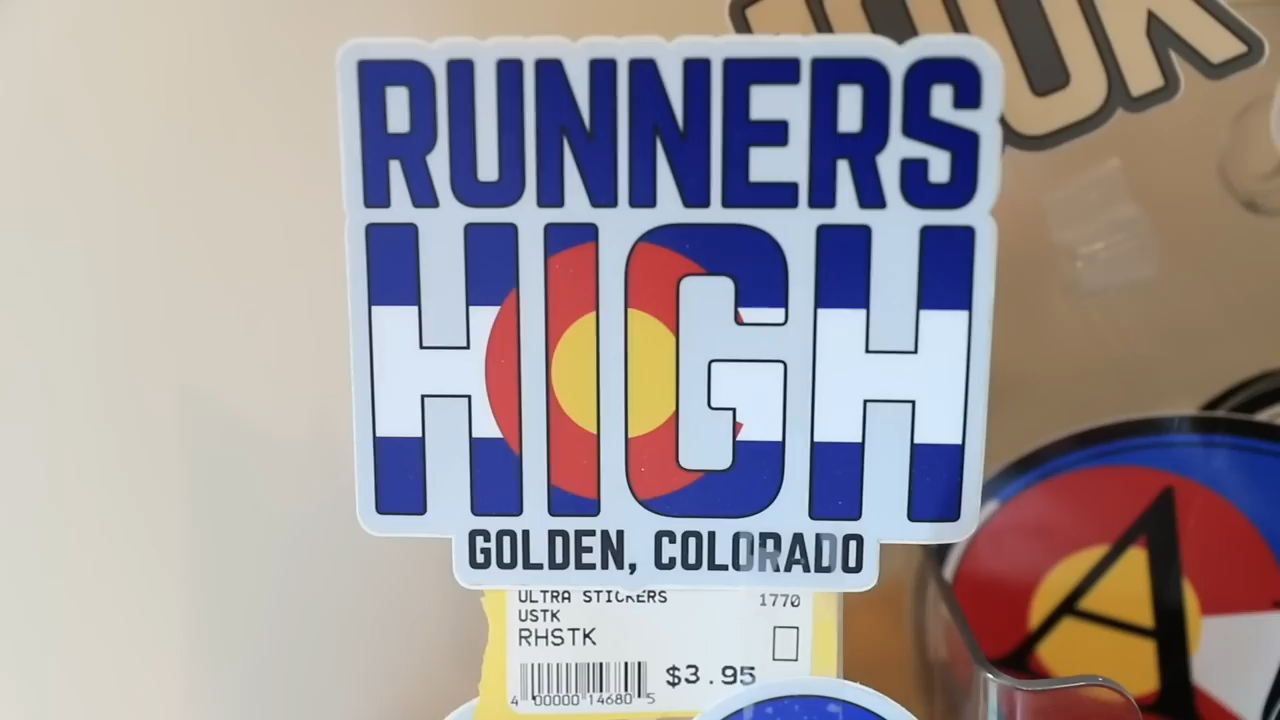 RUNNERS
HIGH
GOLDEN, COLORADO
ULTRA STICKERS 1770
USTK
RHSTK
$3.95
4 00000 14680 5
A